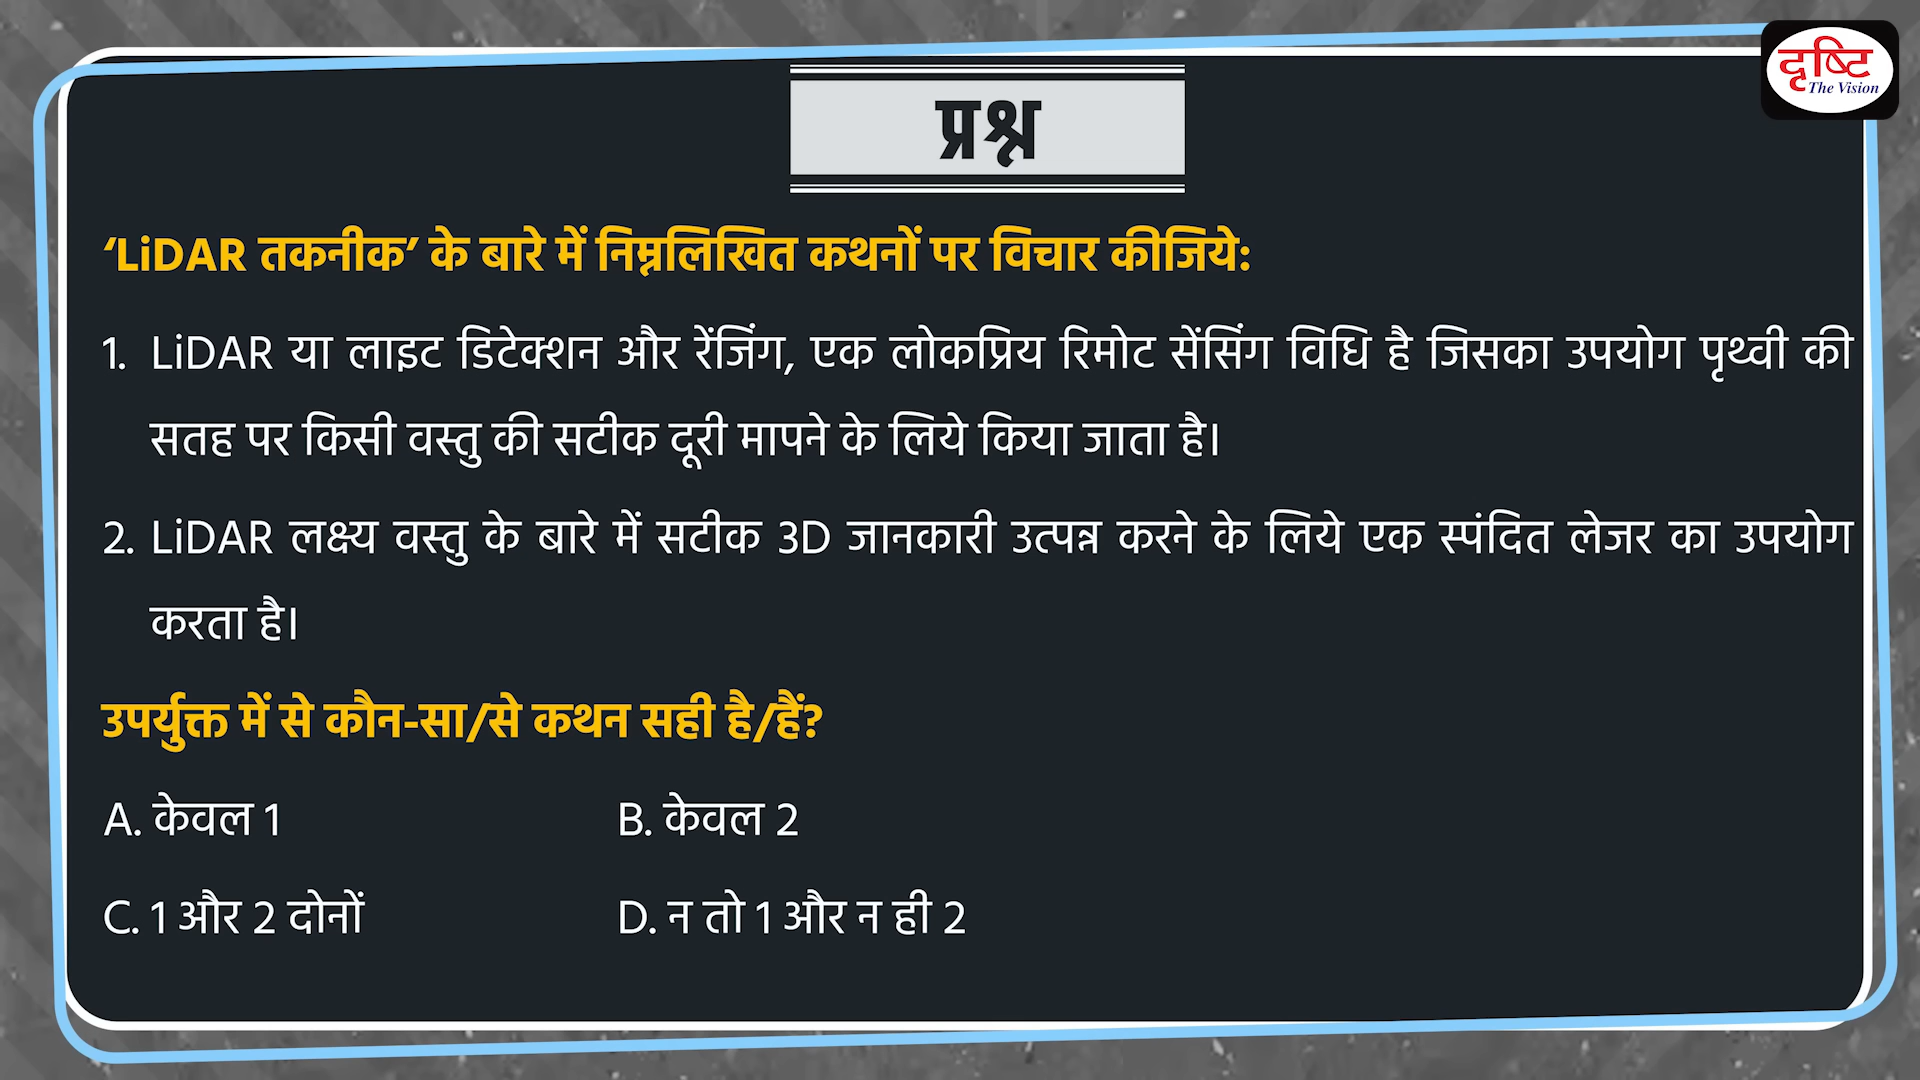 दृष्टि
The Vision
प्रश्न
‘LiDAR तकनीक’ के बारे में निम्नलिखित कथनों पर विचार कीजिये:
1. LiDAR या लाइट डिटेक्शन और रेंजिंग, एक लोकप्रिय रिमोट सेंसिंग विधि है जिसका उपयोग पृथ्वी की
सतह पर किसी वस्तु की सटीक दूरी मापने के लिये किया जाता है।
2. LiDAR लक्ष्य वस्तु के बारे में सटीक 3D जानकारी उत्पन्न करने के लिये एक स्पंदित लेजर का उपयोग
करता है।
उपर्युक्त में से कौन-सा/से कथन सही है/हैं?
A. केवल 1 B. केवल 2
C. 1 और 2 दोनों D. न तो 1 और न ही 2